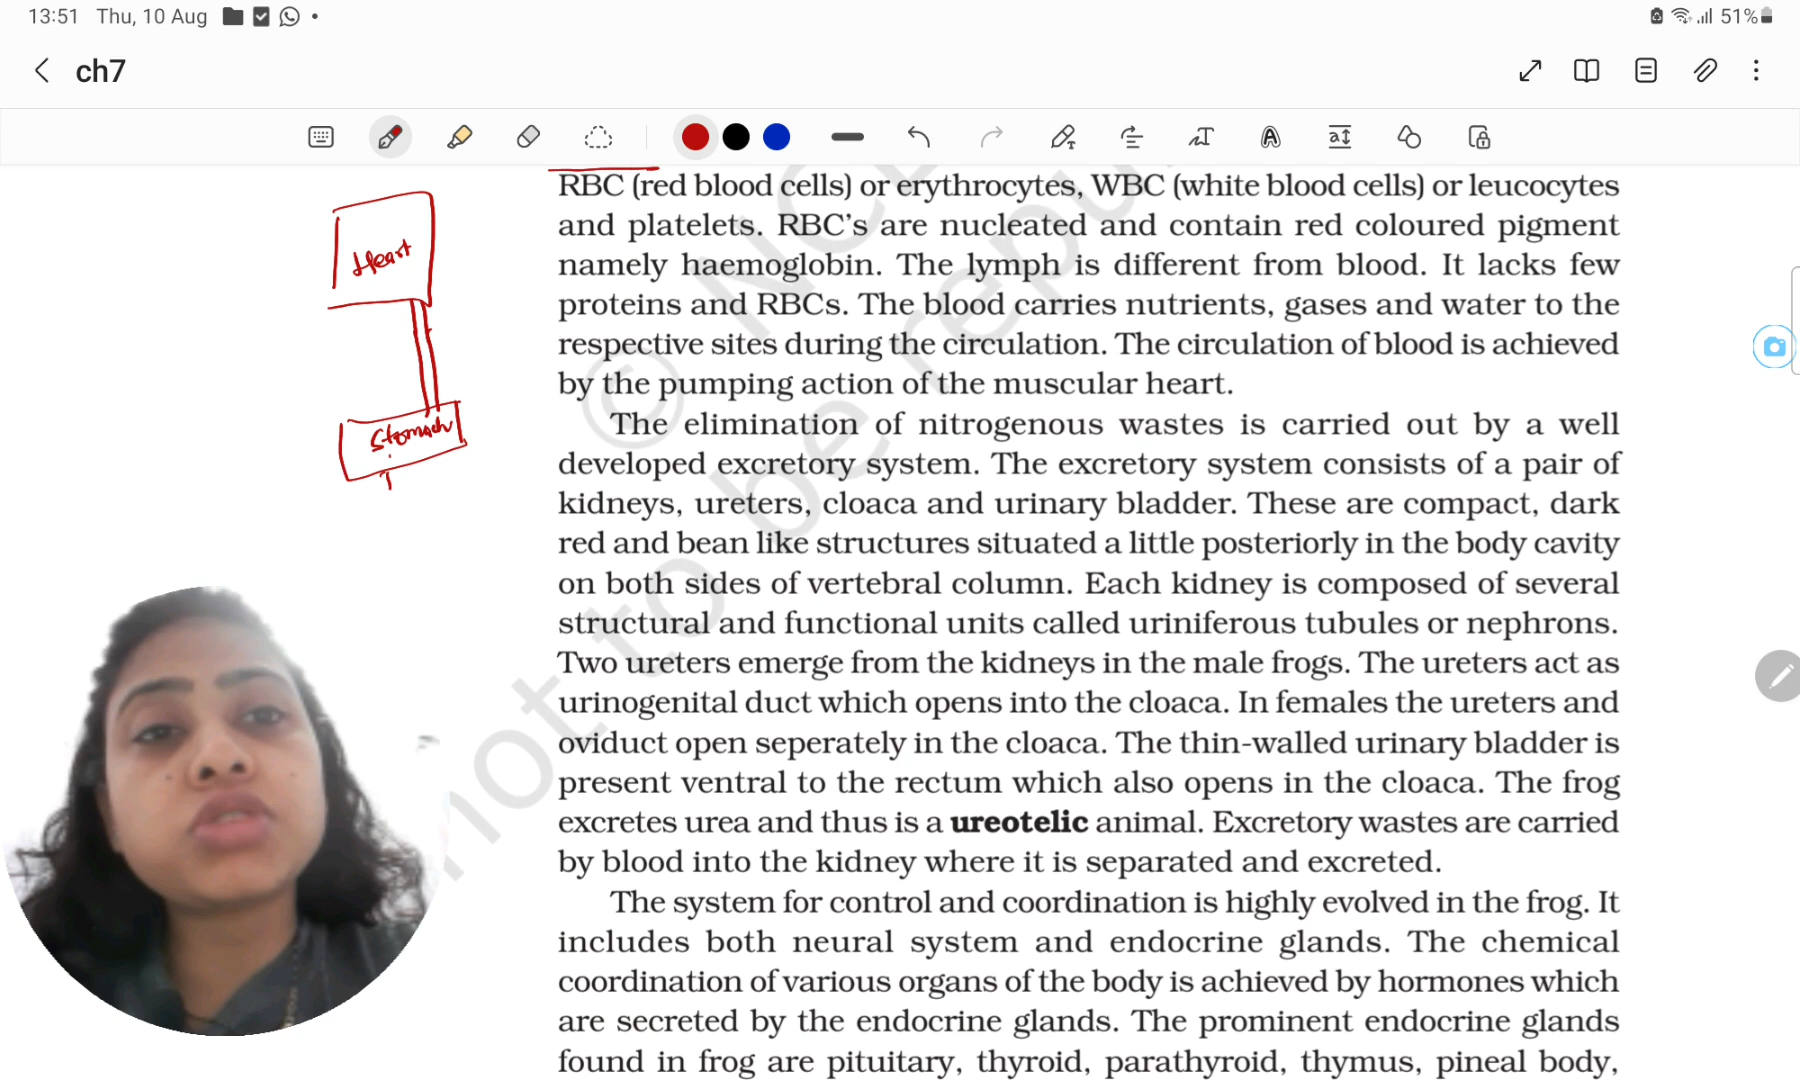 13:51 Thu, 10 Aug
51%
ch7
Heart
Stomach
RBC (red blood cells) or erythrocytes, WBC (white blood cells) or leucocytes
and platelets. RBC’s are nucleated and contain red coloured pigment
namely haemoglobin. The lymph is different from blood. It lacks few
proteins and RBCs. The blood carries nutrients, gases and water to the
respective sites during the circulation. The circulation of blood is achieved
by the pumping action of the muscular heart.
The elimination of nitrogenous wastes is carried out by a well
developed excretory system. The excretory system consists of a pair of
kidneys, ureters, cloaca and urinary bladder. These are compact, dark
red and bean like structures situated a little posteriorly in the body cavity
on both sides of vertebral column. Each kidney is composed of several
structural and functional units called uriniferous tubules or nephrons.
Two ureters emerge from the kidneys in the male frogs. The ureters act as
urinogenital duct which opens into the cloaca. In females the ureters and
oviduct open seperately in the cloaca. The thin-walled urinary bladder is
present ventral to the rectum which also opens in the cloaca. The frog
excretes urea and thus is a ureotelic animal. Excretory wastes are carried
by blood into the kidney where it is separated and excreted.
The system for control and coordination is highly evolved in the frog. It
includes both neural system and endocrine glands. The chemical
coordination of various organs of the body is achieved by hormones which
are secreted by the endocrine glands. The prominent endocrine glands
found in frog are pituitary, thyroid, parathyroid, thymus, pineal body,
not to be